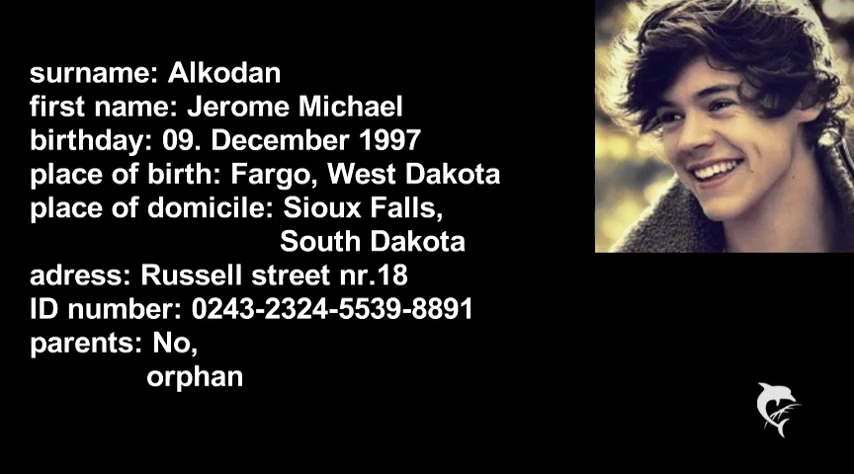 surname: Alkodan
first name: Jerome Michael
birthday: 09. December 1997
place of birth: Fargo, West Dakota
place of domicile: Sioux Falls,
South Dakota
adress: Russell street nr.18
ID number: 0243-2324-5539-8891
parents: No,
orphan